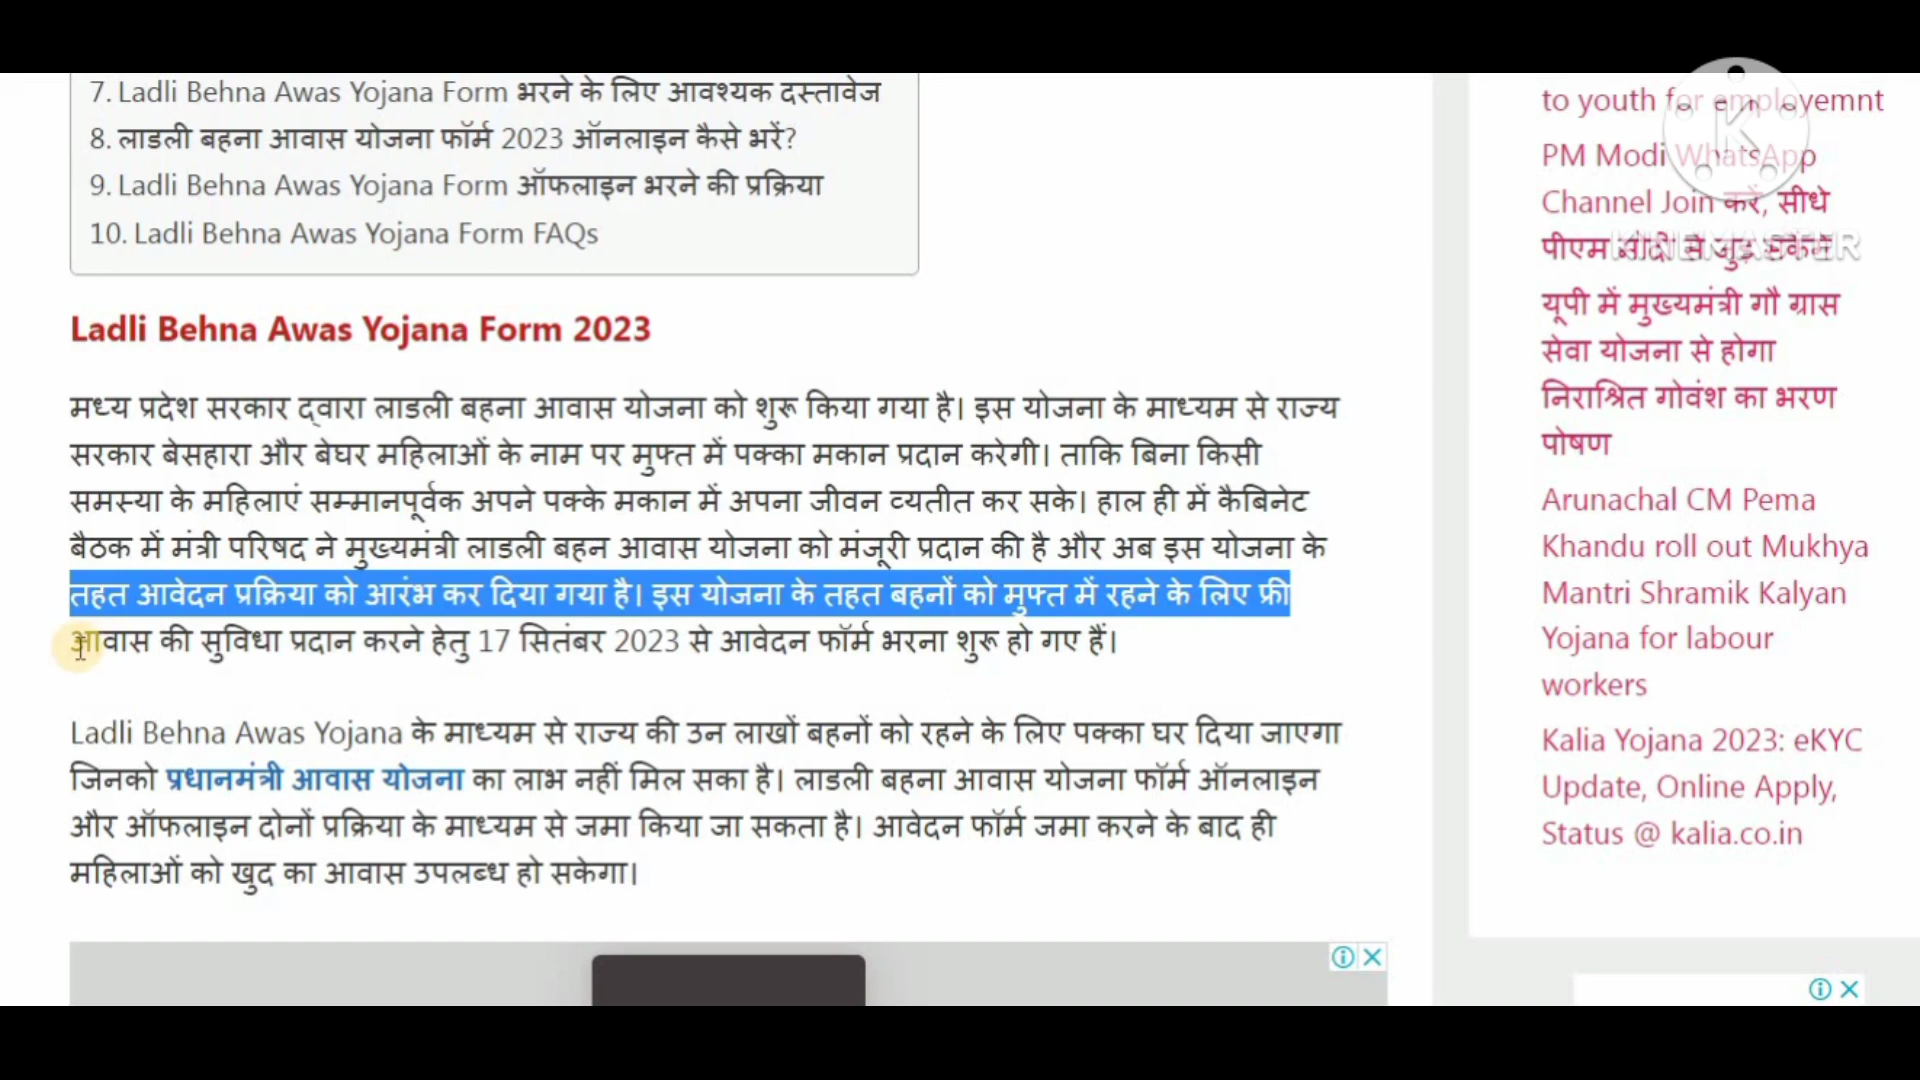 7. Ladli Behna Awas Yojana Form भरने के लिए आवश्यक दस्तावेज
8. लाडली बहना आवास योजना फॉर्म 2023 ऑनलाइन कैसे भरें?
9. Ladli Behna Awas Yojana Form ऑफलाइन भरने की प्रक्रिया
10. Ladli Behna Awas Yojana Form FAQs
Ladli Behna Awas Yojana Form 2023
मध्य प्रदेश सरकार द्वारा लाडली बहना आवास योजना को शुरू किया गया है। इस योजना के माध्यम से राज्य
सरकार बेसहारा और बेघर महिलाओं के नाम पर मुफ्त में पक्का मकान प्रदान करेगी। ताकि बिना किसी
समस्या के महिलाएं सम्मानपूर्वक अपने पक्के मकान में अपना जीवन व्यतीत कर सके। हाल ही में कैबिनेट
बैठक में मंत्री परिषद ने मुख्यमंत्री लाडली बहन आवास योजना को मंजूरी प्रदान की है और अब इस योजना के
तहत आवेदन प्रक्रिया को आरंभ कर दिया गया है। इस योजना के तहत बहनों को मुफ्त में रहने के लिए फ्री
आवास की सुविधा प्रदान करने हेतु 17 सितंबर 2023 से आवेदन फॉर्म भरना शुरू हो गए हैं।
Ladli Behna Awas Yojana के माध्यम से राज्य की उन लाखों बहनों को रहने के लिए पक्का घर दिया जाएगा
जिनको प्रधानमंत्री आवास योजना का लाभ नहीं मिल सका है। लाडली बहना आवास योजना फॉर्म ऑनलाइन
और ऑफलाइन दोनों प्रक्रिया के माध्यम से जमा किया जा सकता है। आवेदन फॉर्म जमा करने के बाद ही
महिलाओं को खुद का आवास उपलब्ध हो सकेगा।
to youth for employemnt
PM Modi WhatsApp
Channel Join करें, सीधे
पीएम मोदी से जुड़ सकेंगे
यूपी में मुख्यमंत्री गौ ग्रास
सेवा योजना से होगा
निराश्रित गोवंश का भरण
पोषण
Arunachal CM Pema
Khandu roll out Mukhya
Mantri Shramik Kalyan
Yojana for labour
workers
Kalia Yojana 2023: eKYC
Update, Online Apply,
Status @ kalia.co.in
K
KINEMASTER